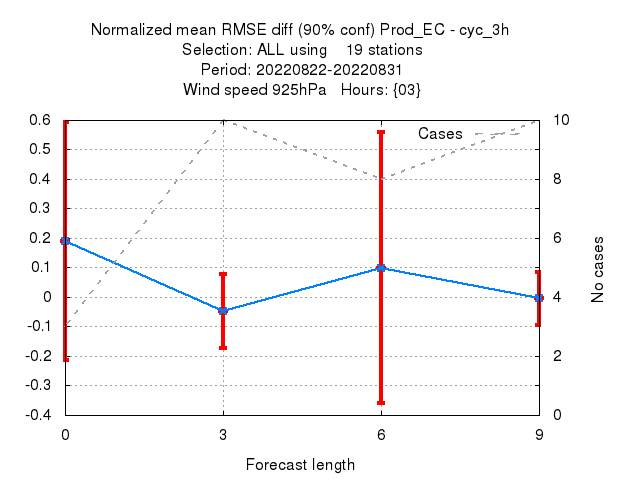 Normalized mean RMSE diff (90% conf) Prod_EC - cyc_3h
Selection: ALL using 19 stations
Period: 20220822-20220831
Wind speed 925hPa Hours: {03}
0.6
0.5
0.4
0.3
0.2
0.1
0
-0.1
-0.2
-0.3
-0.4
Cases
10
8
6
4
2
0
No cases
0 3 6 9
Forecast length